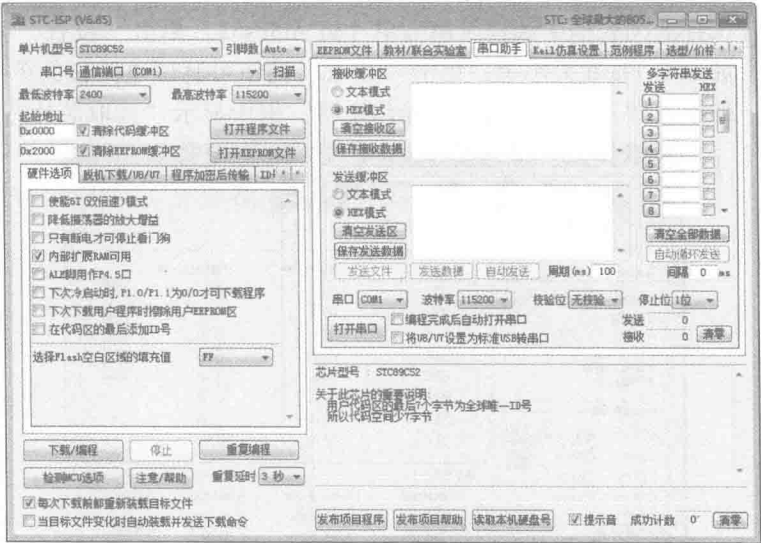 STC-ISP (V6.85)
STC: 全球最大的805...
单片机型号 STC89C52 引脚数 Auto
串口号 通信端口 (COM1) 扫描
最低波特率 2400 最高波特率 115200
起始地址
0x0000 清除代码缓冲区 打开程序文件
0x2000 清除EEPROM缓冲区 打开EEPROM文件
硬件选项 脱机下载/U8/U7 程序加密后传输 ID
使能6T(双倍速)模式
降低振荡器的放大增益
只有断电才可停止看门狗
内部扩展RAM可用
ALE脚用作P4.5口
下次冷启动时, P1.0/P1.1为0/0才可下载程序
下次下载用户程序时擦除用户EEPROM区
在代码区的最后添加ID号
选择Flash空白区域的填充值 FF
下载/编程 停止 重复编程
检测MCU选项 注意/帮助 重复延时 3 秒
每次下载前都重新装载目标文件
当目标文件变化时自动装载并发送下载命令
EEPROM文件 教材/联合实验室 串口助手 Keil仿真设置 范例程序 选型/价格
接收缓冲区
文本模式
HEX模式
清空接收区
保存接收数据
多字符串发送
发送 HEX
1
2
3
4
5
6
7
8
发送缓冲区
文本模式
HEX模式
清空发送区
保存发送数据
清空全部数据
自动循环发送
发送文件 发送数据 自动发送 周期(ms) 100 间隔 0 ms
串口 COM1 波特率 115200 校验位 无校验 停止位 1位
打开串口
编程完成后自动打开串口 发送 0
将U8/U7设置为标准USB转串口 接收 0 清零
芯片型号 : STC89C52
关于此芯片的重要说明:
用户代码区的最后7个字节为全球唯一ID号
所以代码空间少7字节
发布项目程序 发布项目帮助 读取本机硬盘号 提示音 成功计数 0 清零